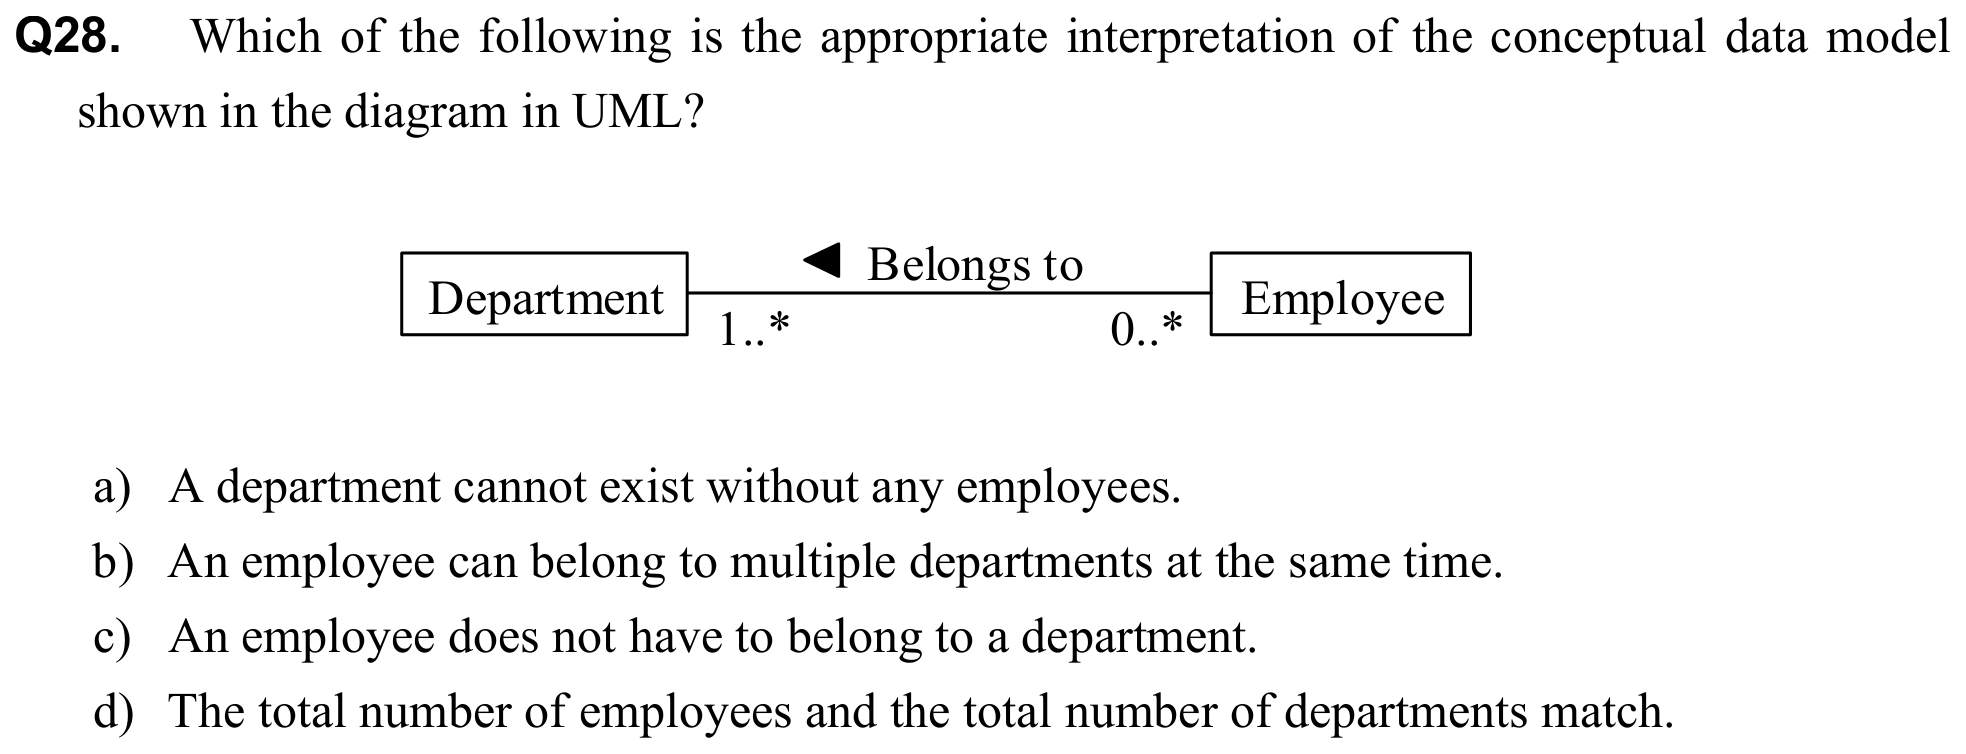 Q28. Which of the following is the appropriate interpretation of the conceptual data model
shown in the diagram in UML?
◀ Belongs to
Department
Employee
1..*
0..*
a) A department cannot exist without any employees.
b) An employee can belong to multiple departments at the same time.
c) An employee does not have to belong to a department.
d) The total number of employees and the total number of departments match.